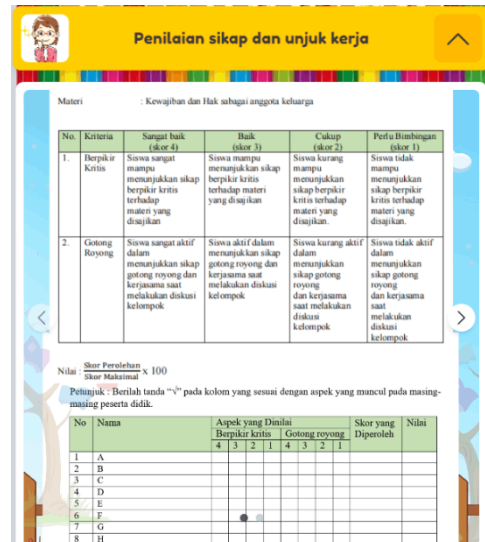 Penilaian sikap dan unjuk kerja
Materi : Kewajiban dan Hak sabagai anggota keluarga
No. Kriteria Sangat baik (skor 4) Baik (skor 3) Cukup (skor 2) Perlu Bimbingan (skor 1)
1. Berpikir Siswa sangat Siswa mampu Siswa kurang Siswa tidak
Kritis mampu menunjukkan sikap mampu mampu
menunjukkan sikap berpikir kritis menunjukkan menunjukkan
berpikir kritis terhadap materi sikap berpikir sikap berpikir
terhadap yang disajikan kritis terhadap kritis terhadap
materi yang materi yang materi yang
disajikan disajikan. disajikan.
2. Gotong Siswa sangat aktif Siswa aktif dalam Siswa kurang aktif Siswa tidak aktif
Royong dalam menunjukkan sikap dalam dalam
menunjukkan sikap gotong royong dan menunjukkan menunjukkan
gotong royong dan kerjasama saat sikap gotong sikap gotong
kerjasama saat melakukan diskusi royong royong
melakukan diskusi kelompok dan kerjasama dan kerjasama
kelompok saat melakukan saat
diskusi melakukan
kelompok diskusi
kelompok
Nilai : Skor Perolehan
Skor Maksimal x 100
Petunjuk : Berilah tanda “√” pada kolom yang sesuai dengan aspek yang muncul pada masing-
masing peserta didik.
No Nama Aspek yang Dinilai Skor yang Nilai
Berpikir kritis Gotong royong Diperoleh
4 3 2 1 4 3 2 1
1 A
2 B
3 C
4 D
5 E
6 F
7 G
8 H